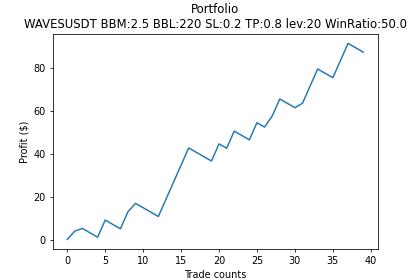 Portfolio
WAVESUSDT BBM:2.5 BBL:220 SL:0.2 TP:0.8 lev:20 WinRatio:50.0
80
60
40
20
0
Profit ($)
0 5 10 15 20 25 30 35 40
Trade counts